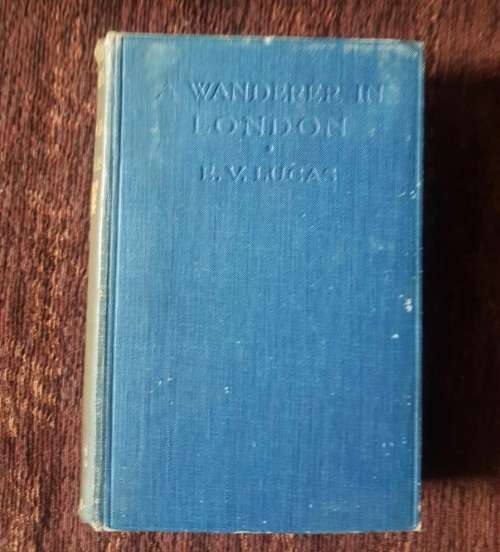 A WANDERER IN
LONDON
E. V. LUCAS